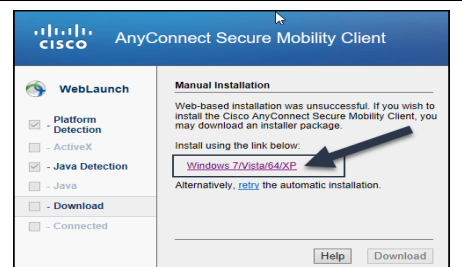 CISCO AnyConnect Secure Mobility Client
WebLaunch
- Platform
Detection
- ActiveX
- Java Detection
- Java
- Download
- Connected
Manual Installation
Web-based installation was unsuccessful. If you wish to
install the Cisco AnyConnect Secure Mobility Client, you
may download an installer package.
Install using the link below:
Windows 7/Vista/64/XP
Alternatively, retry the automatic installation.
Help Download